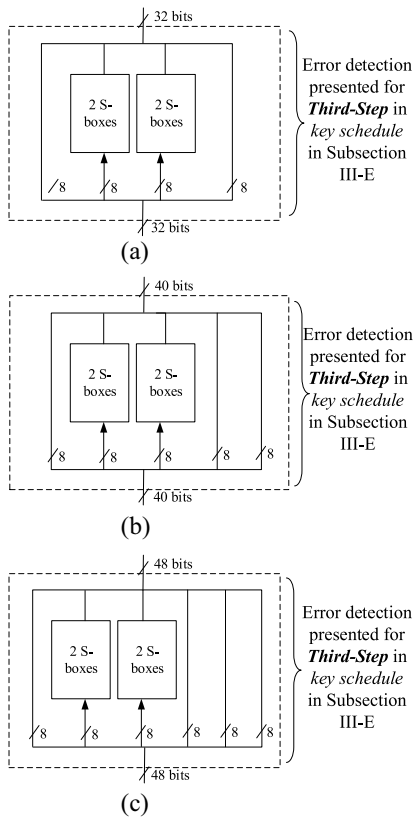 32 bits
2 S-
boxes
2 S-
boxes
8
8
8
8
32 bits
Error detection
presented for
Third-Step in
key schedule
in Subsection
III-E
(a)
40 bits
2 S-
boxes
2 S-
boxes
8
8
8
8
8
40 bits
Error detection
presented for
Third-Step in
key schedule
in Subsection
III-E
(b)
48 bits
2 S-
boxes
2 S-
boxes
8
8
8
8
8
8
48 bits
Error detection
presented for
Third-Step in
key schedule
in Subsection
III-E
(c)